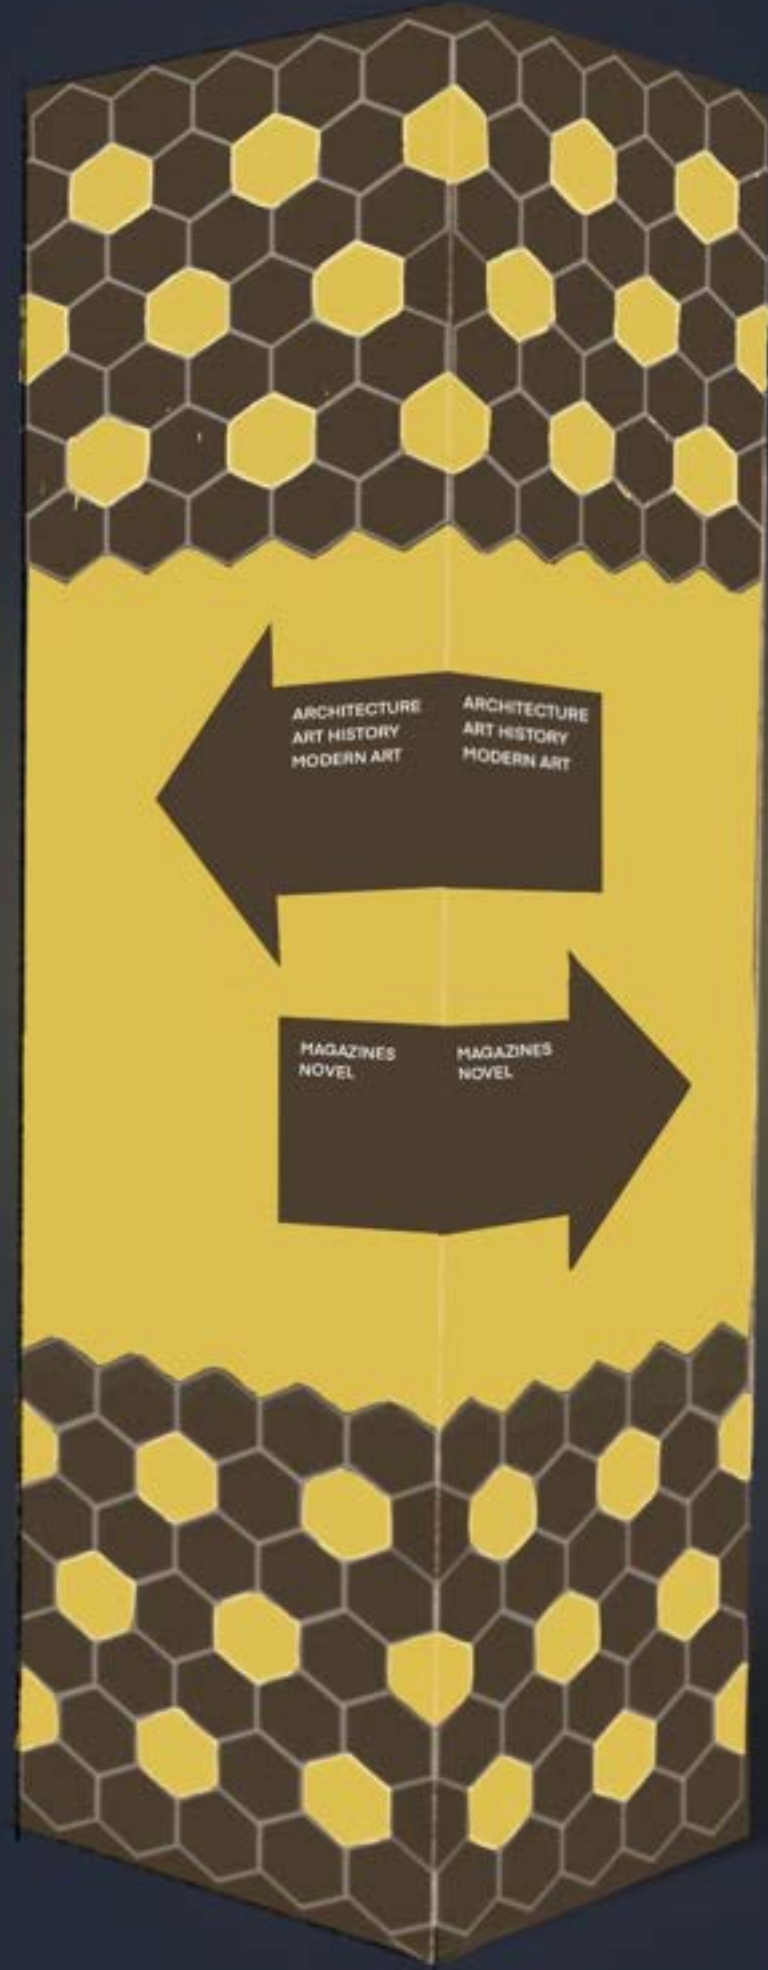 ARCHITECTURE
ART HISTORY
MODERN ART
ARCHITECTURE
ART HISTORY
MODERN ART
MAGAZINES
NOVEL
MAGAZINES
NOVEL